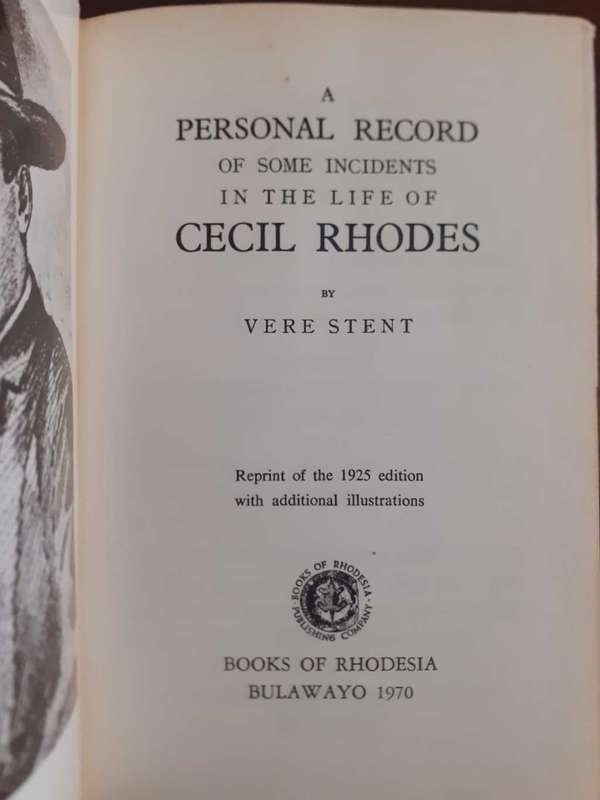 A
PERSONAL RECORD
OF SOME INCIDENTS
IN THE LIFE OF
CECIL RHODES
BY
VERE STENT
Reprint of the 1925 edition
with additional illustrations
· BOOKS OF RHODESIA ·
PUBLISHING COMPANY
BOOKS OF RHODESIA
BULAWAYO 1970